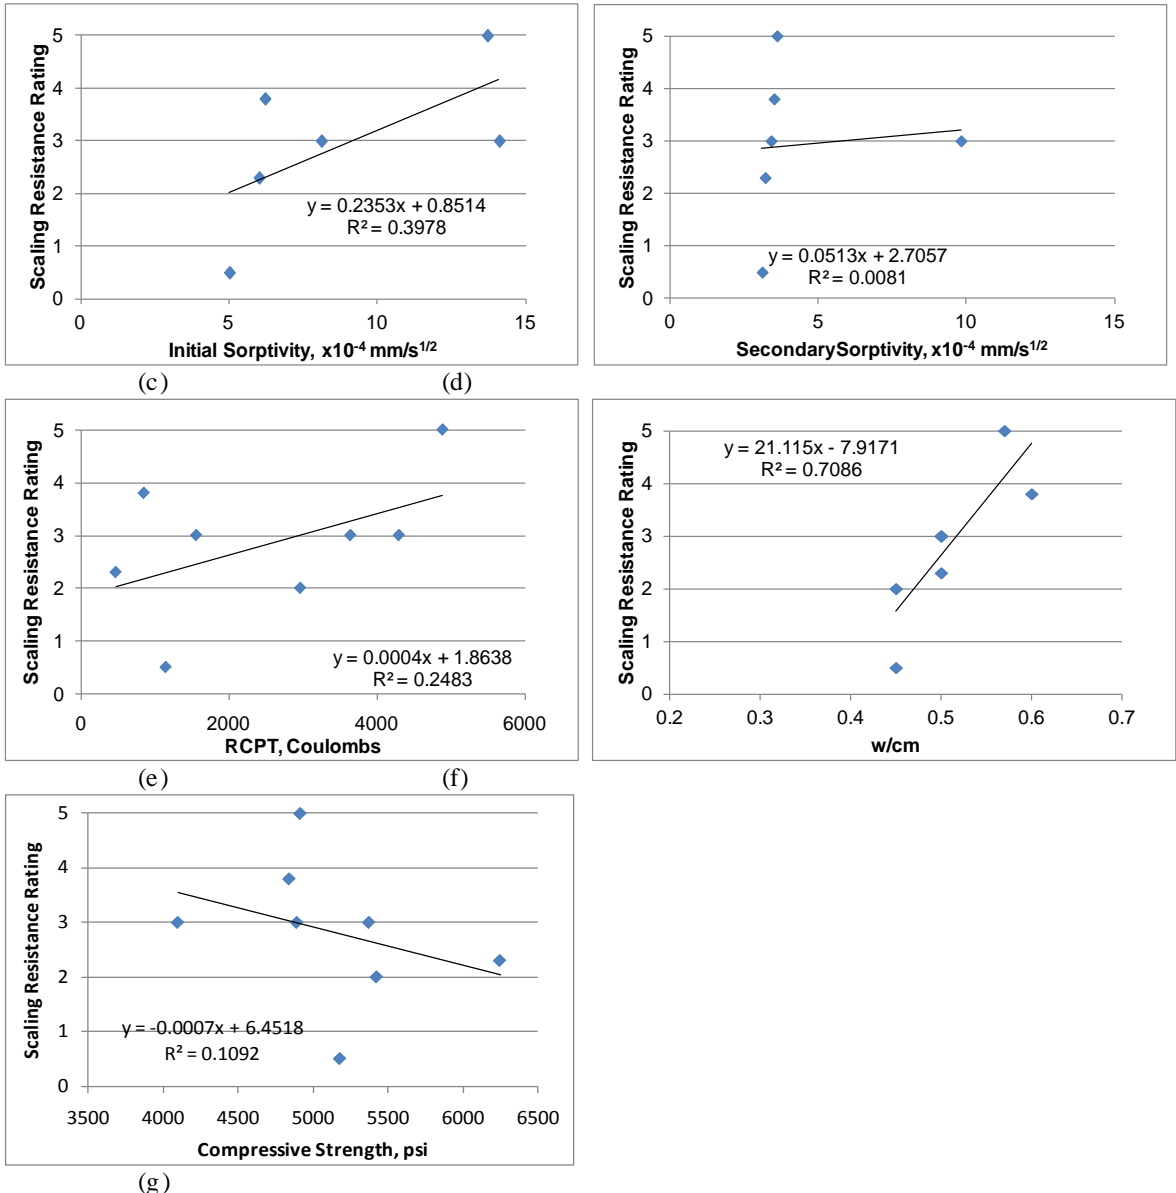 Scaling Resistance Rating
5
4
3
2
1
0
y = 0.2353x + 0.8514
R² = 0.3978
0 5 10 15
Initial Sorptivity, x10⁻⁴ mm/s¹ᐟ²
Scaling Resistance Rating
5
4
3
2
1
0
y = 0.0513x + 2.7057
R² = 0.0081
0 5 10 15
SecondarySorptivity, x10⁻⁴ mm/s¹ᐟ²
(c) (d)
Scaling Resistance Rating
5
4
3
2
1
0
y = 0.0004x + 1.8638
R² = 0.2483
0 2000 4000 6000
RCPT, Coulombs
Scaling Resistance Rating
5
4
3
2
1
0
y = 21.115x - 7.9171
R² = 0.7086
0.2 0.3 0.4 0.5 0.6 0.7
w/cm
(e) (f)
Scaling Resistance Rating
5
4
3
2
1
0
y = -0.0007x + 6.4518
R² = 0.1092
3500 4000 4500 5000 5500 6000 6500
Compressive Strength, psi
(g)